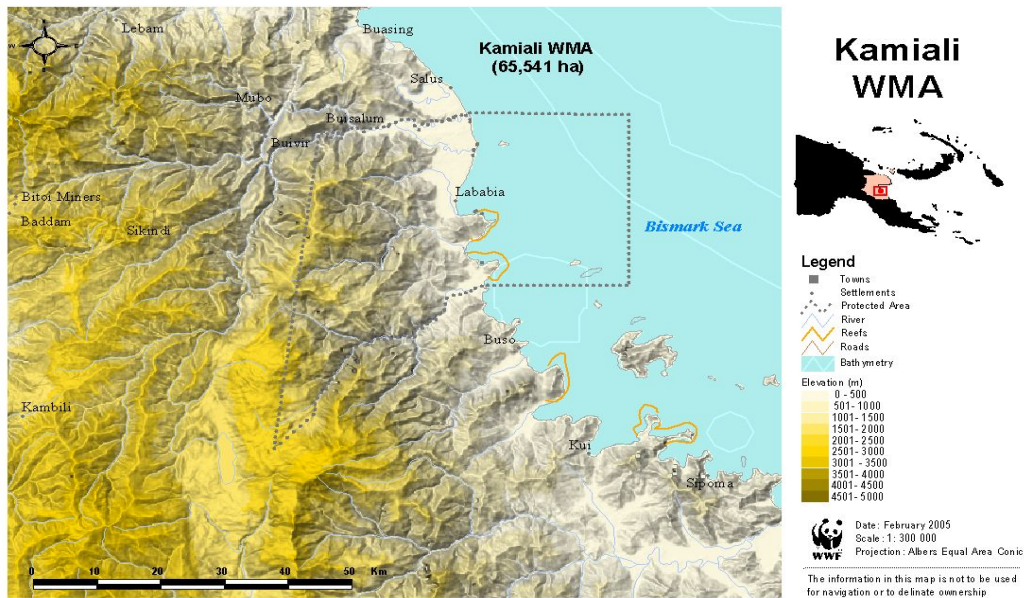 Lebam
Buasing
Kamiali WMA
(65,541 ha)
Salus
Mubo
Buisalum
Buivu
Lababia
Bitoi Miners
Baddam
Sikindi
Bismark Sea
Buso
Kambili
Kui
Sipoma
0 10 20 30 40 50 Km
Kamiali
WMA
Legend
Towns
Settlements
Protected Area
River
Reefs
Roads
Bathymetry
Elevation (m)
0 - 500
501- 1000
1001- 1500
1501- 2000
2001- 2500
2501- 3000
3001 - 3500
3501- 4000
4001- 4500
4501- 5000
WWF
Date: February 2005
Scale: 1: 300 000
Projection: Albers Equal Area Conic
The information in this map is not to be used
for navigation or to delinate ownership